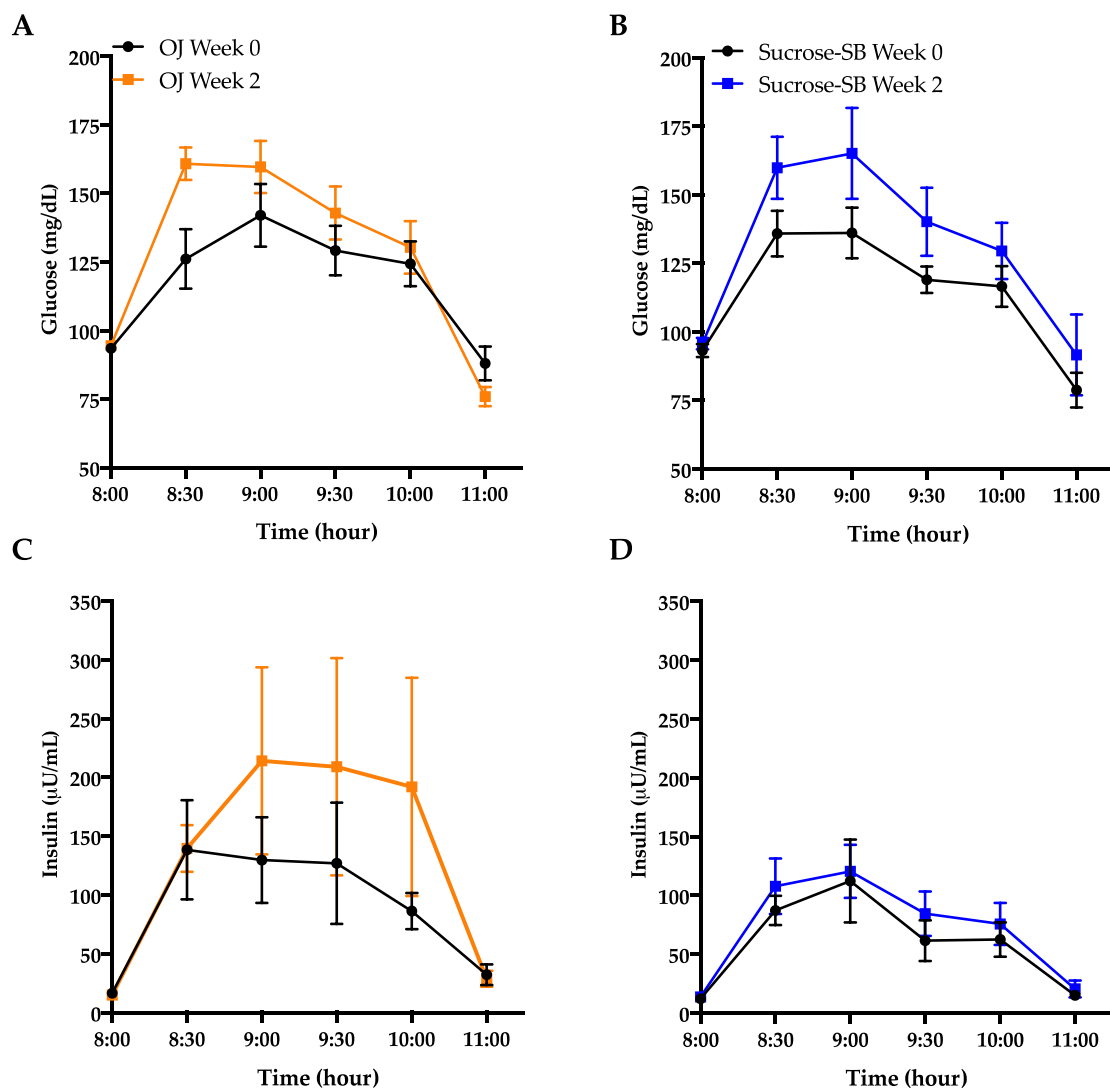 A
OJ Week 0
OJ Week 2
200
175
150
125
100
75
50
Glucose (mg/dL)
8:00 8:30 9:00 9:30 10:00 11:00
Time (hour)
B
Sucrose-SB Week 0
Sucrose-SB Week 2
200
175
150
125
100
75
50
Glucose (mg/dL)
8:00 8:30 9:00 9:30 10:00 11:00
Time (hour)
C
350
300
250
200
150
100
50
0
Insulin (μU/mL)
8:00 8:30 9:00 9:30 10:00 11:00
Time (hour)
D
350
300
250
200
150
100
50
0
Insulin (μU/mL)
8:00 8:30 9:00 9:30 10:00 11:00
Time (hour)